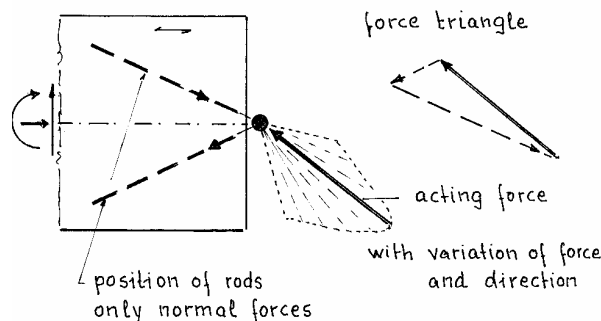 force triangle
acting force
with variation of force
and direction
position of rods
only normal forces